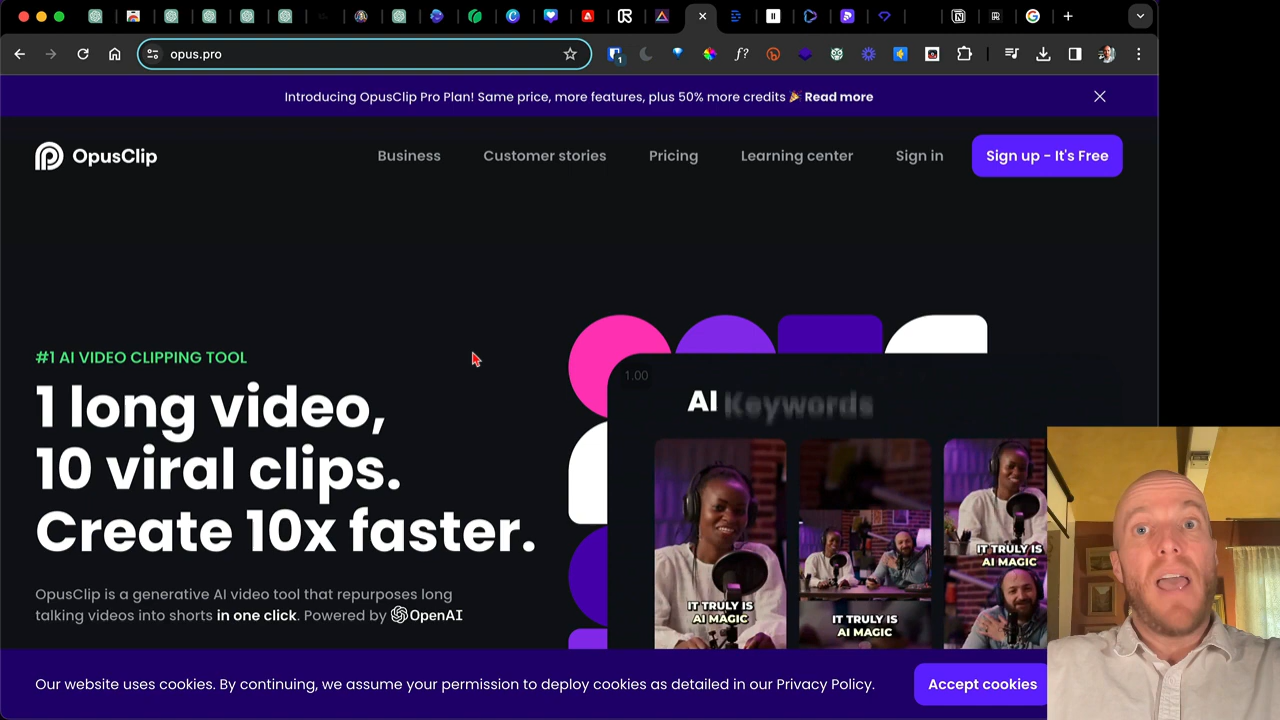 opus.pro
f?
1
Introducing OpusClip Pro Plan! Same price, more features, plus 50% more credits 🎉 Read more
OpusClip
Business
Customer stories
Pricing
Learning center
Sign in
Sign up - It's Free
#1 AI VIDEO CLIPPING TOOL
1 long video,
10 viral clips.
Create 10x faster.
OpusClip is a generative AI video tool that repurposes long
talking videos into shorts in one click. Powered by OpenAI
1.00
AI Keywords
IT TRULY IS
AI MAGIC
IT TRULY IS
AI MAGIC
IT TRULY IS
AI MAGIC
Our website uses cookies. By continuing, we assume your permission to deploy cookies as detailed in our Privacy Policy.
Accept cookies